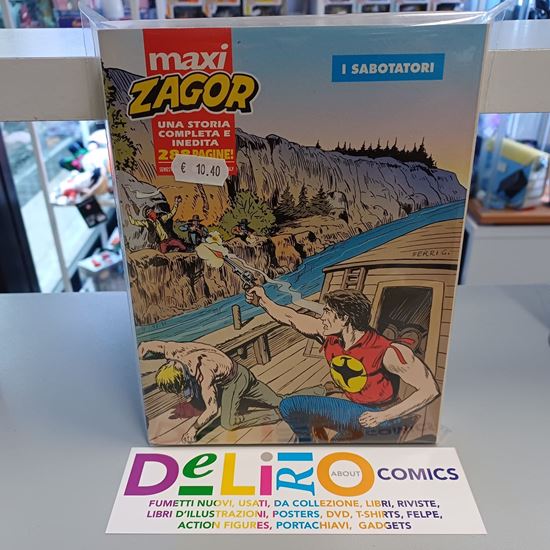 maxi
ZAGOR
I SABOTATORI
UNA STORIA
COMPLETA E
INEDITA
288 PAGINE!
€ 10.40
FERRI G.
DELIRIO ABOUT COMICS
FUMETTI NUOVI, USATI, DA COLLEZIONE, LIBRI, RIVISTE,
LIBRI D'ILLUSTRAZIONI, POSTERS, DVD, T-SHIRTS, FELPE,
ACTION FIGURES, PORTACHIAVI, GADGETS